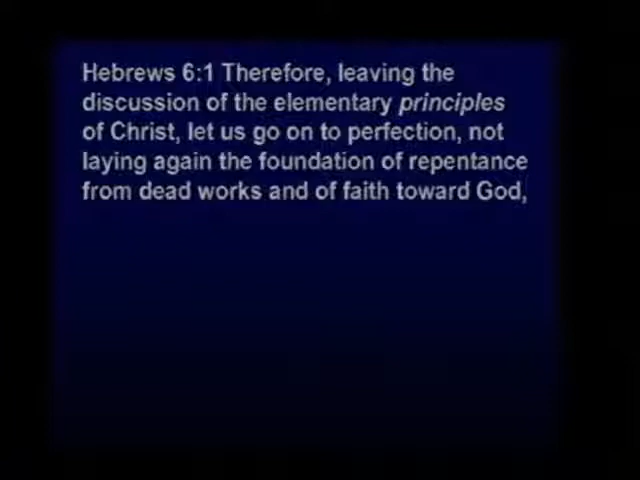 Hebrews 6:1 Therefore, leaving the
discussion of the elementary principles
of Christ, let us go on to perfection, not
laying again the foundation of repentance
from dead works and of faith toward God,